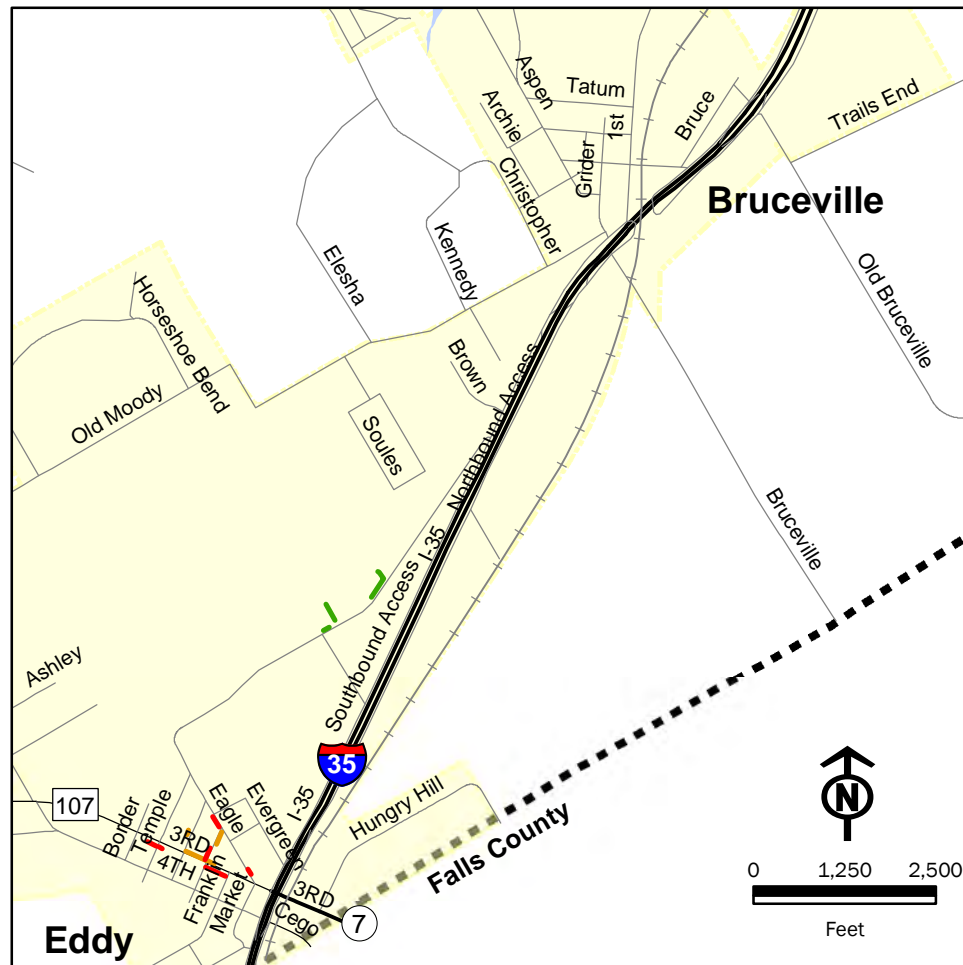 Aspen
Tatum
Archie
1st
Bruce
Trails End
Grider
Christopher
Bruceville
Kennedy
Elesha
Old Bruceville
Horseshoe Bend
Brown
Old Moody
Soules
I-35 Northbound Access
Bruceville
Southbound Access
Ashley
35
I-35
N
107
Border
Temple
Eagle
Evergreen
Hungry Hill
3RD
4TH
Franklin
Market
Falls County
0 1,250 2,500
Feet
3RD
Cego
7
Eddy